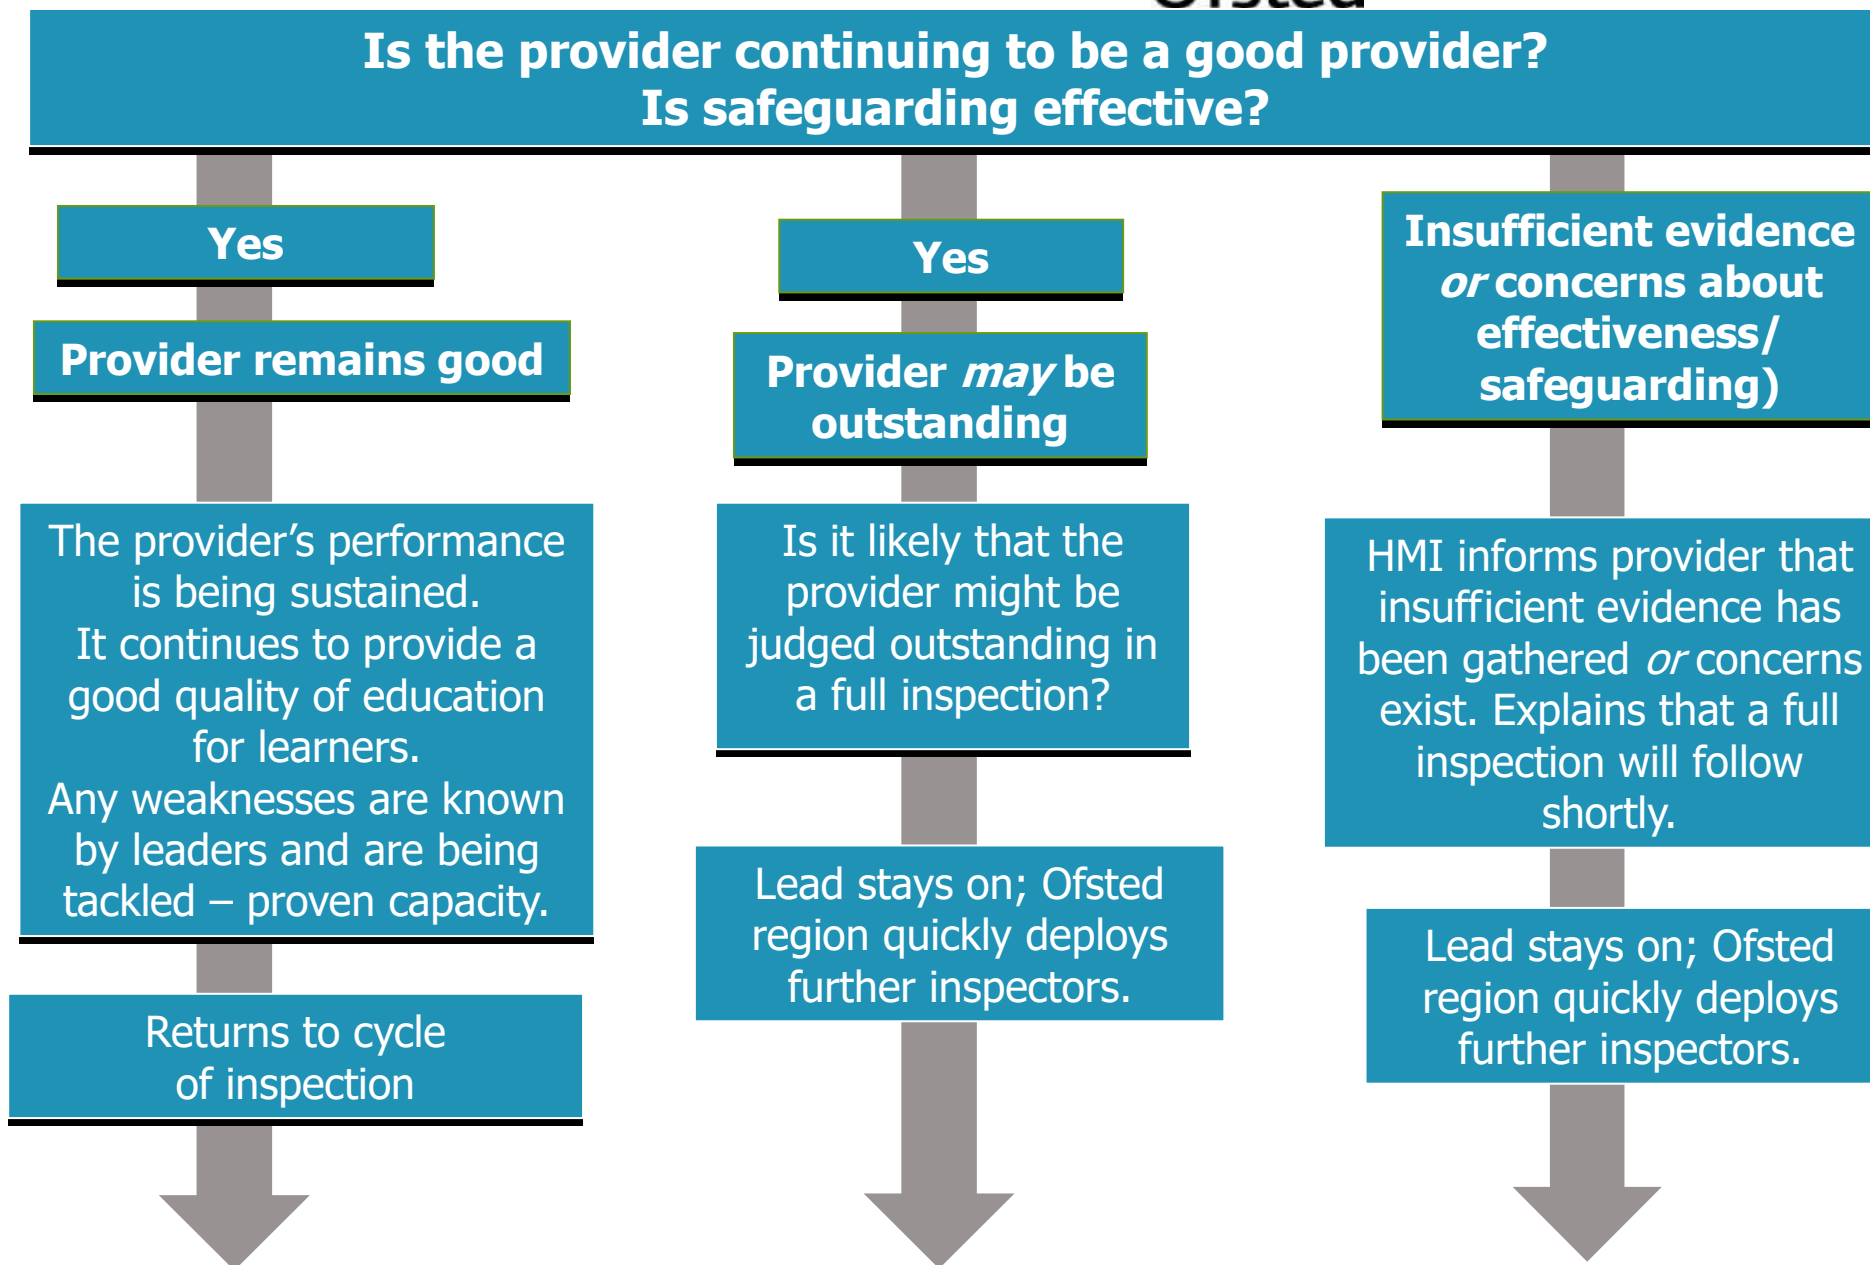 Ofsted
Is the provider continuing to be a good provider?
Is safeguarding effective?
Yes
Provider remains good
The provider’s performance
is being sustained.
It continues to provide a
good quality of education
for learners.
Any weaknesses are known
by leaders and are being
tackled – proven capacity.
Returns to cycle
of inspection
Yes
Provider may be
outstanding
Is it likely that the
provider might be
judged outstanding in
a full inspection?
Lead stays on; Ofsted
region quickly deploys
further inspectors.
Insufficient evidence
or concerns about
effectiveness/
safeguarding)
HMI informs provider that
insufficient evidence has
been gathered or concerns
exist. Explains that a full
inspection will follow
shortly.
Lead stays on; Ofsted
region quickly deploys
further inspectors.